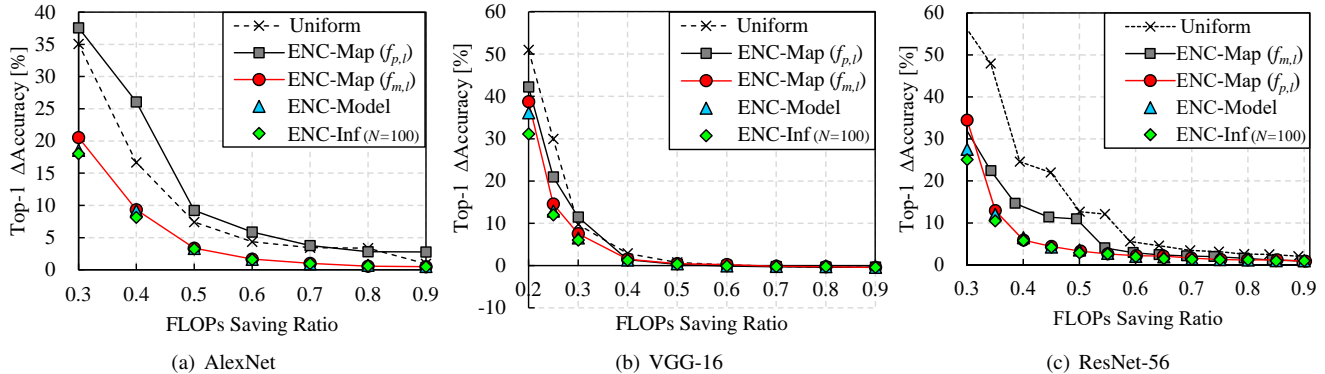 Top-1 ΔAccuracy [%]
40
35
30
25
20
15
10
5
0
0.3 0.4 0.5 0.6 0.7 0.8 0.9
FLOPs Saving Ratio
Uniform
ENC-Map (fp,l)
ENC-Map (fm,l)
ENC-Model
ENC-Inf (N=100)
(a) AlexNet
Top-1 ΔAccuracy [%]
60
50
40
30
20
10
0
-10
0.2 0.3 0.4 0.5 0.6 0.7 0.8 0.9
FLOPs Saving Ratio
Uniform
ENC-Map (fp,l)
ENC-Map (fm,l)
ENC-Model
ENC-Inf (N=100)
(b) VGG-16
Top-1 ΔAccuracy [%]
60
50
40
30
20
10
0
0.3 0.4 0.5 0.6 0.7 0.8 0.9
FLOPs Saving Ratio
Uniform
ENC-Map (fm,l)
ENC-Map (fp,l)
ENC-Model
ENC-Inf (N=100)
(c) ResNet-56